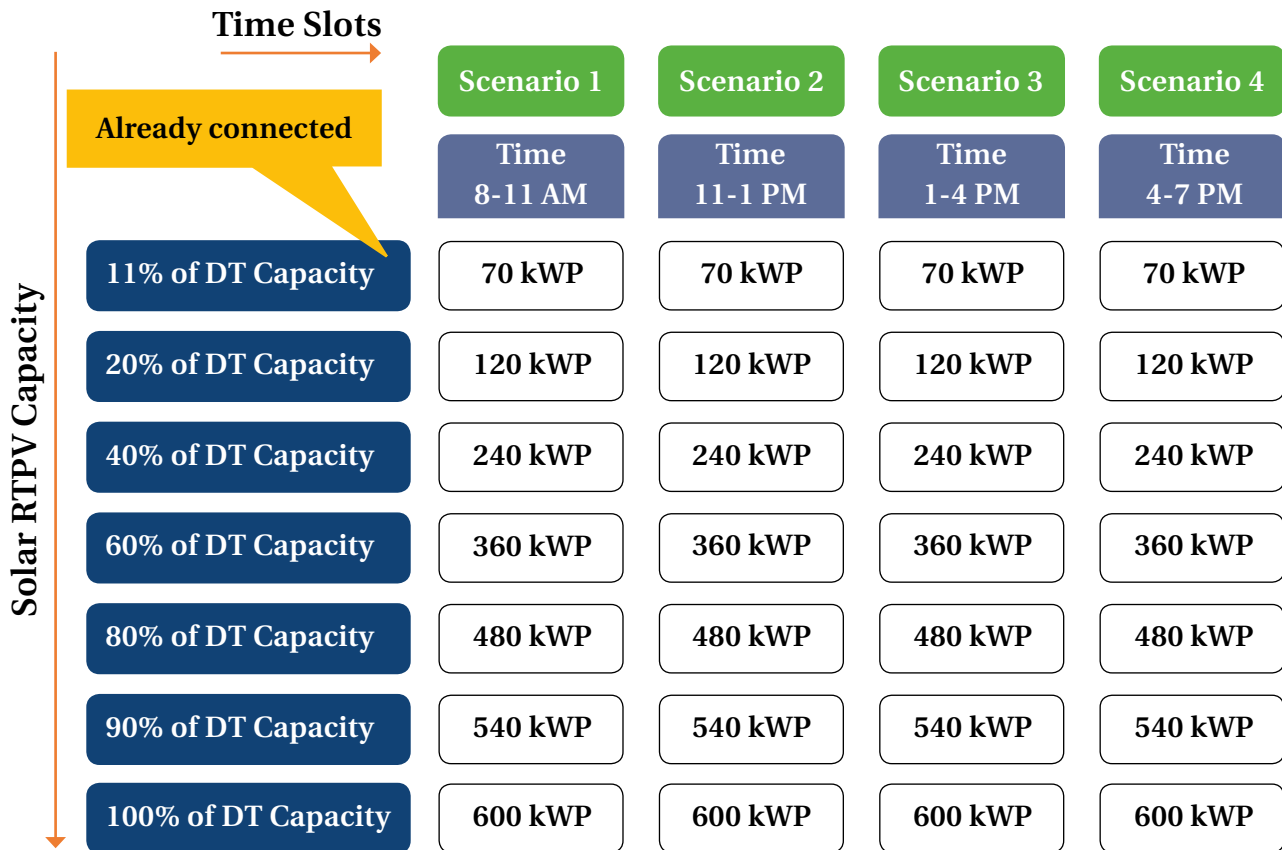 Time Slots
Scenario 1 Scenario 2 Scenario 3 Scenario 4
Already connected
Time Time Time Time
8-11 AM 11-1 PM 1-4 PM 4-7 PM
Solar RTPV Capacity
11% of DT Capacity 70 kWP 70 kWP 70 kWP 70 kWP
20% of DT Capacity 120 kWP 120 kWP 120 kWP 120 kWP
40% of DT Capacity 240 kWP 240 kWP 240 kWP 240 kWP
60% of DT Capacity 360 kWP 360 kWP 360 kWP 360 kWP
80% of DT Capacity 480 kWP 480 kWP 480 kWP 480 kWP
90% of DT Capacity 540 kWP 540 kWP 540 kWP 540 kWP
100% of DT Capacity 600 kWP 600 kWP 600 kWP 600 kWP